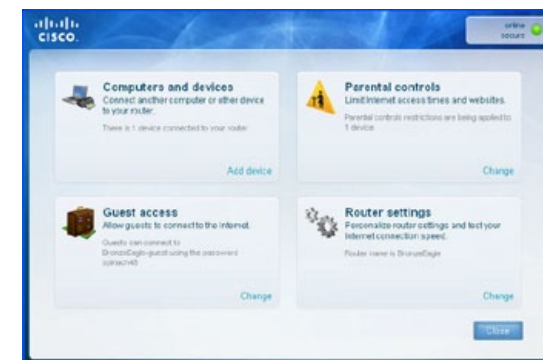 CISCO.
online
secure
Computers and devices
Connect another computer or other device
to your router.
There is 1 device connected to your router
Add device
Parental controls
Limit Internet access times and websites.
Parental controls restrictions are being applied to
1 device
Change
Guest access
Allow guests to connect to the Internet.
Guests can connect to
BronzeEagle-guest using the password
spinach45
Change
Router settings
Personalize router settings and test your
Internet connection speed.
Router name is BronzeEagle
Change
Close